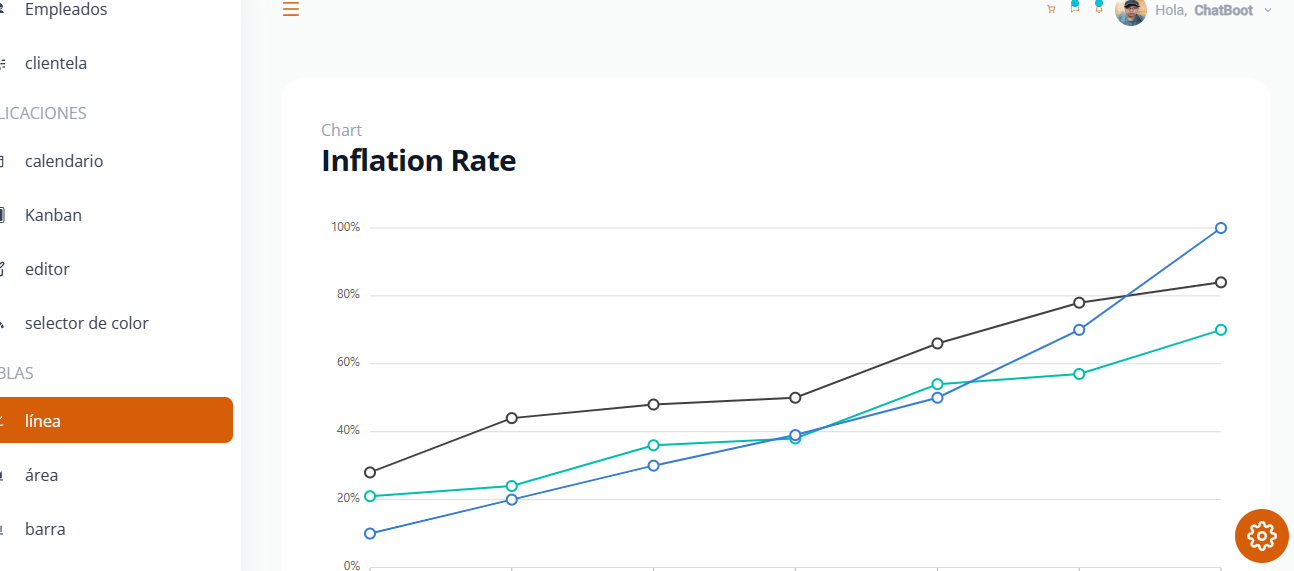 Empleados
clientela
LICACIONES
calendario
Kanban
editor
selector de color
BLAS
línea
área
barra
Hola, ChatBoot
Chart
Inflation Rate
100%
80%
60%
40%
20%
0%